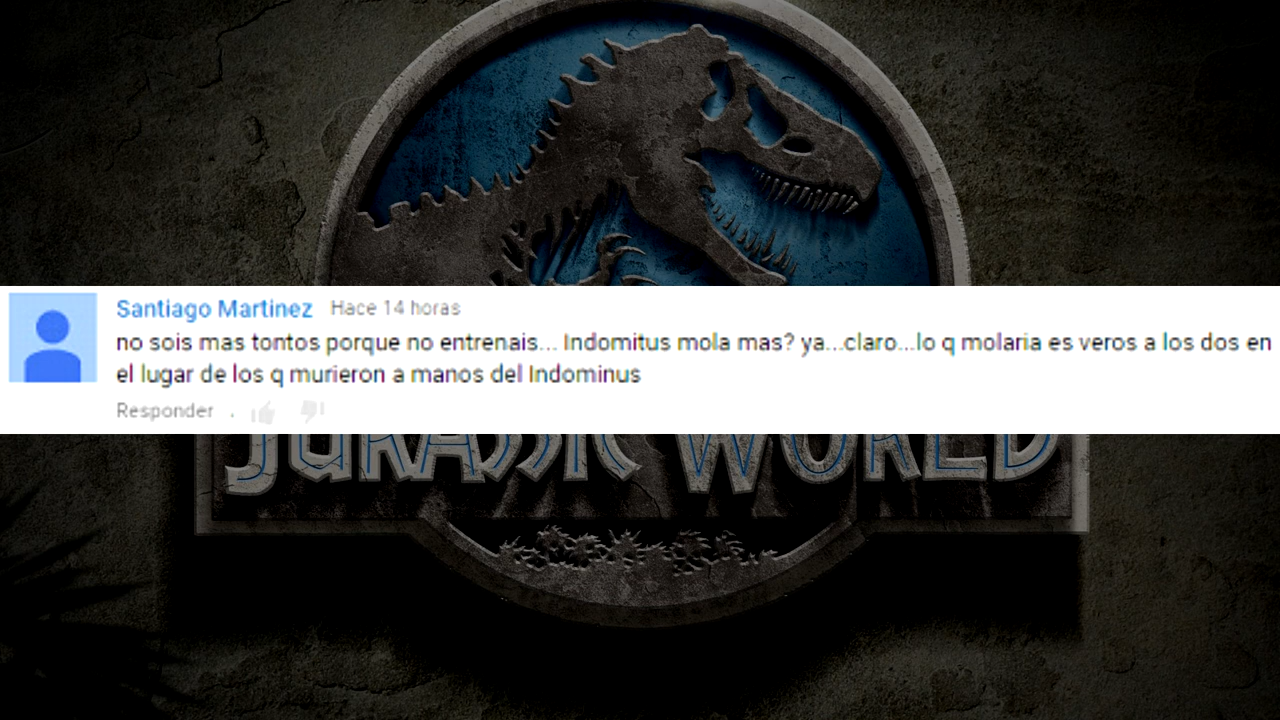 Santiago Martinez Hace 14 horas
no sois mas tontos porque no entrenais... Indomitus mola mas? ya...claro...lo q molaria es veros a los dos en
el lugar de los q murieron a manos del Indominus
Responder .
JURASSIC WORLD